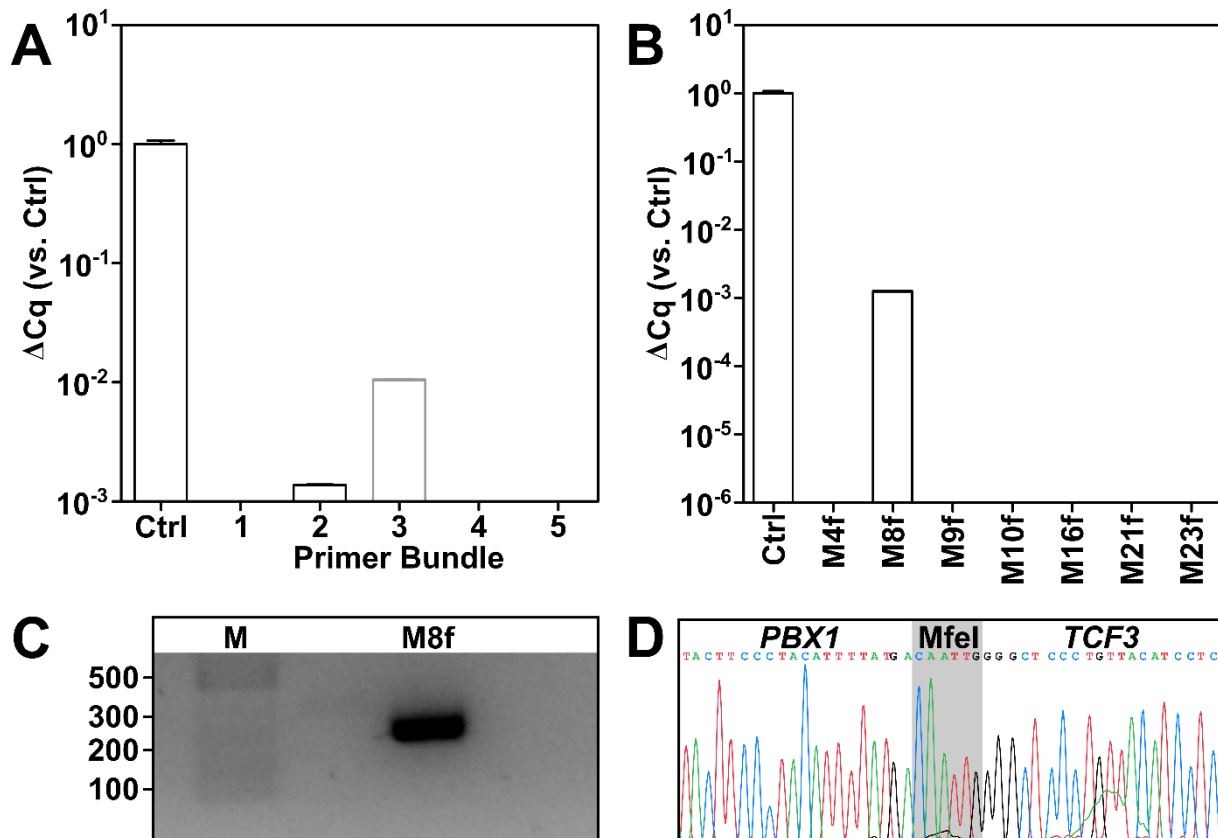 A
ΔCq (vs. Ctrl)
10¹
10⁰
10⁻¹
10⁻²
10⁻³
Ctrl 1 2 3 4 5
Primer Bundle
B
ΔCq (vs. Ctrl)
10¹
10⁰
10⁻¹
10⁻²
10⁻³
10⁻⁴
10⁻⁵
10⁻⁶
Ctrl
M4f
M8f
M9f
M10f
M16f
M21f
M23f
C
M M8f
500
300
200
100
D
PBX1 MfeI TCF3
TACTTCCCTACATTTTATGACAATTGGGGCTCCCTGTTACATCCTC